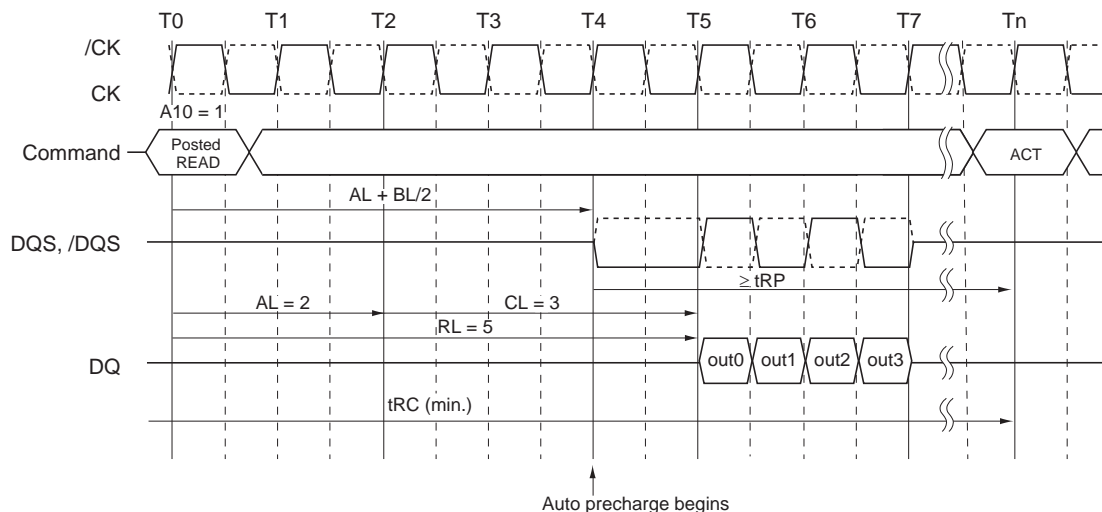 T0 T1 T2 T3 T4 T5 T6 T7 Tn
/CK
CK
A10 = 1
Command
Posted
READ
ACT
AL + BL/2
DQS, /DQS
≥ tRP
AL = 2
CL = 3
RL = 5
DQ
out0 out1 out2 out3
tRC (min.)
Auto precharge begins